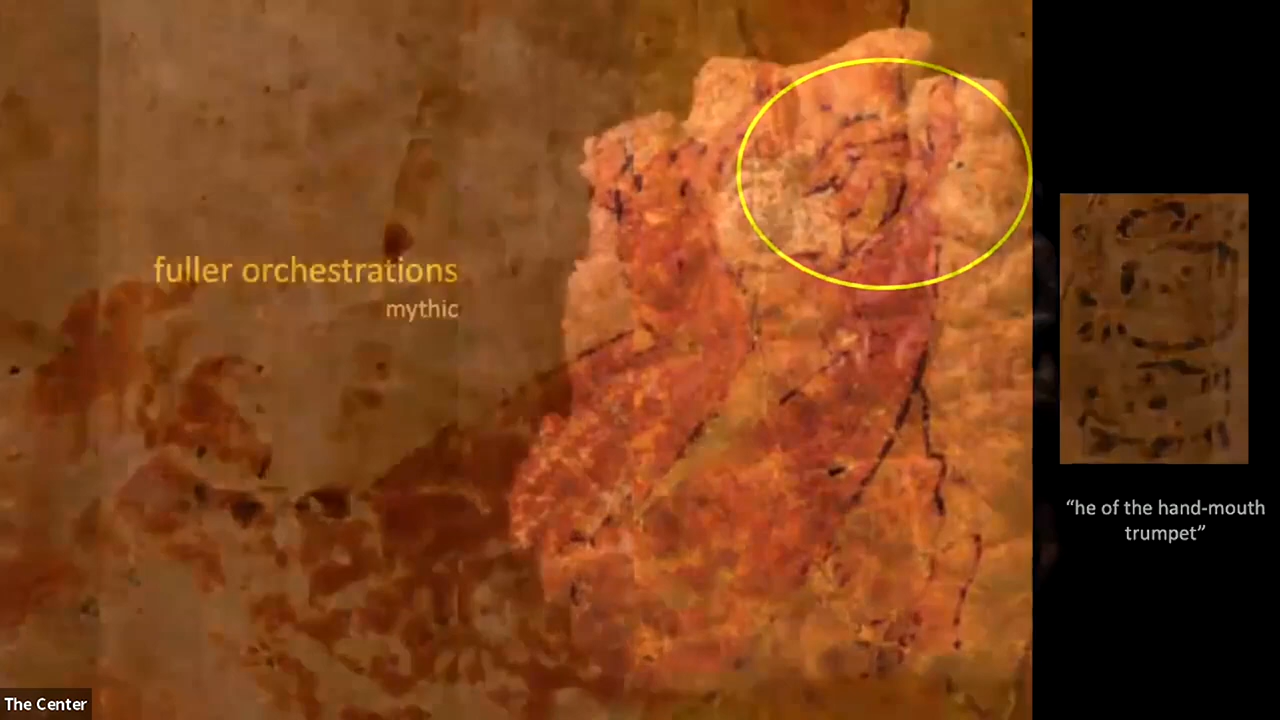 fuller orchestrations
mythic
“he of the hand-mouth
trumpet”
The Center